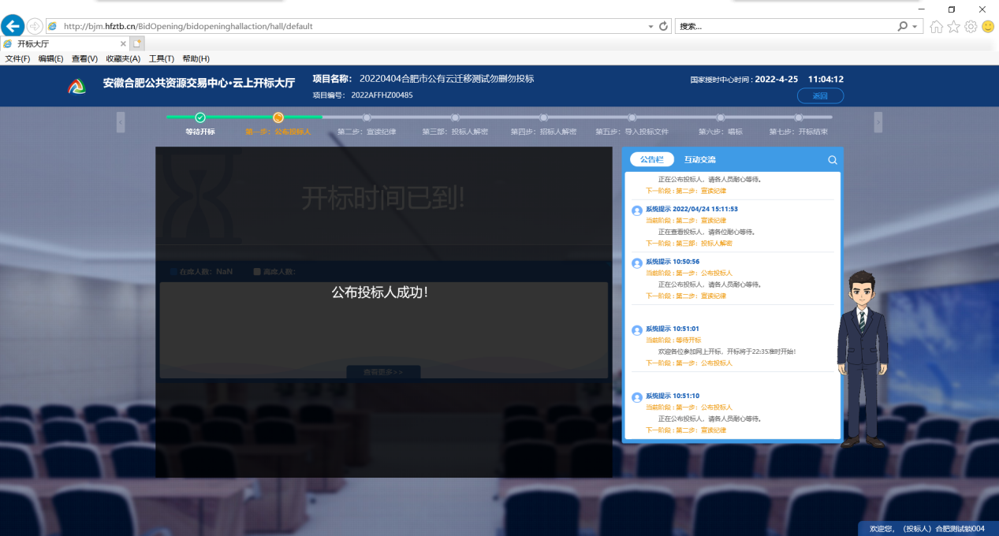 http://bjm.hfztb.cn/BidOpening/bidopeninghallaction/hall/default
搜索...
开标大厅
文件(F) 编辑(E) 查看(V) 收藏夹(A) 工具(T) 帮助(H)
安徽合肥公共资源交易中心·云上开标大厅
项目名称： 20220404合肥市公有云迁移测试勿删勿投标
项目编号： 2022AFFHZ00485
国家授时中心时间 : 2022-4-25 11:04:12
返回
等待开标 第一步：公布投标人 第二步：宣读纪律 第三部：投标人解密 第四步：招标人解密 第五步：导入投标文件 第六步：唱标 第七步：开标结束
开标时间已到!
在席人数：NaN 离席人数：
公布投标人成功!
查看更多>>
公告栏 互动交流
正在公布投标人，请各人员耐心等待。
下一阶段 : 第二步：宣读纪律
系统提示 2022/04/24 15:11:53
当前阶段 : 第二步：宣读纪律
正在查看投标人，请各位耐心等待。
下一阶段 : 第三部：投标人解密
系统提示 10:50:56
当前阶段 : 第一步：公布投标人
正在公布投标人，请各人员耐心等待。
下一阶段 : 第二步：宣读纪律
系统提示 10:51:01
当前阶段 : 等待开标
欢迎各位参加网上开标，开标将于22:35准时开始!
下一阶段 : 第一步：公布投标人
系统提示 10:51:10
当前阶段 : 第一步：公布投标人
正在公布投标人，请各人员耐心等待。
下一阶段 : 第二步：宣读纪律
欢迎您，（投标人）合肥测试锁004